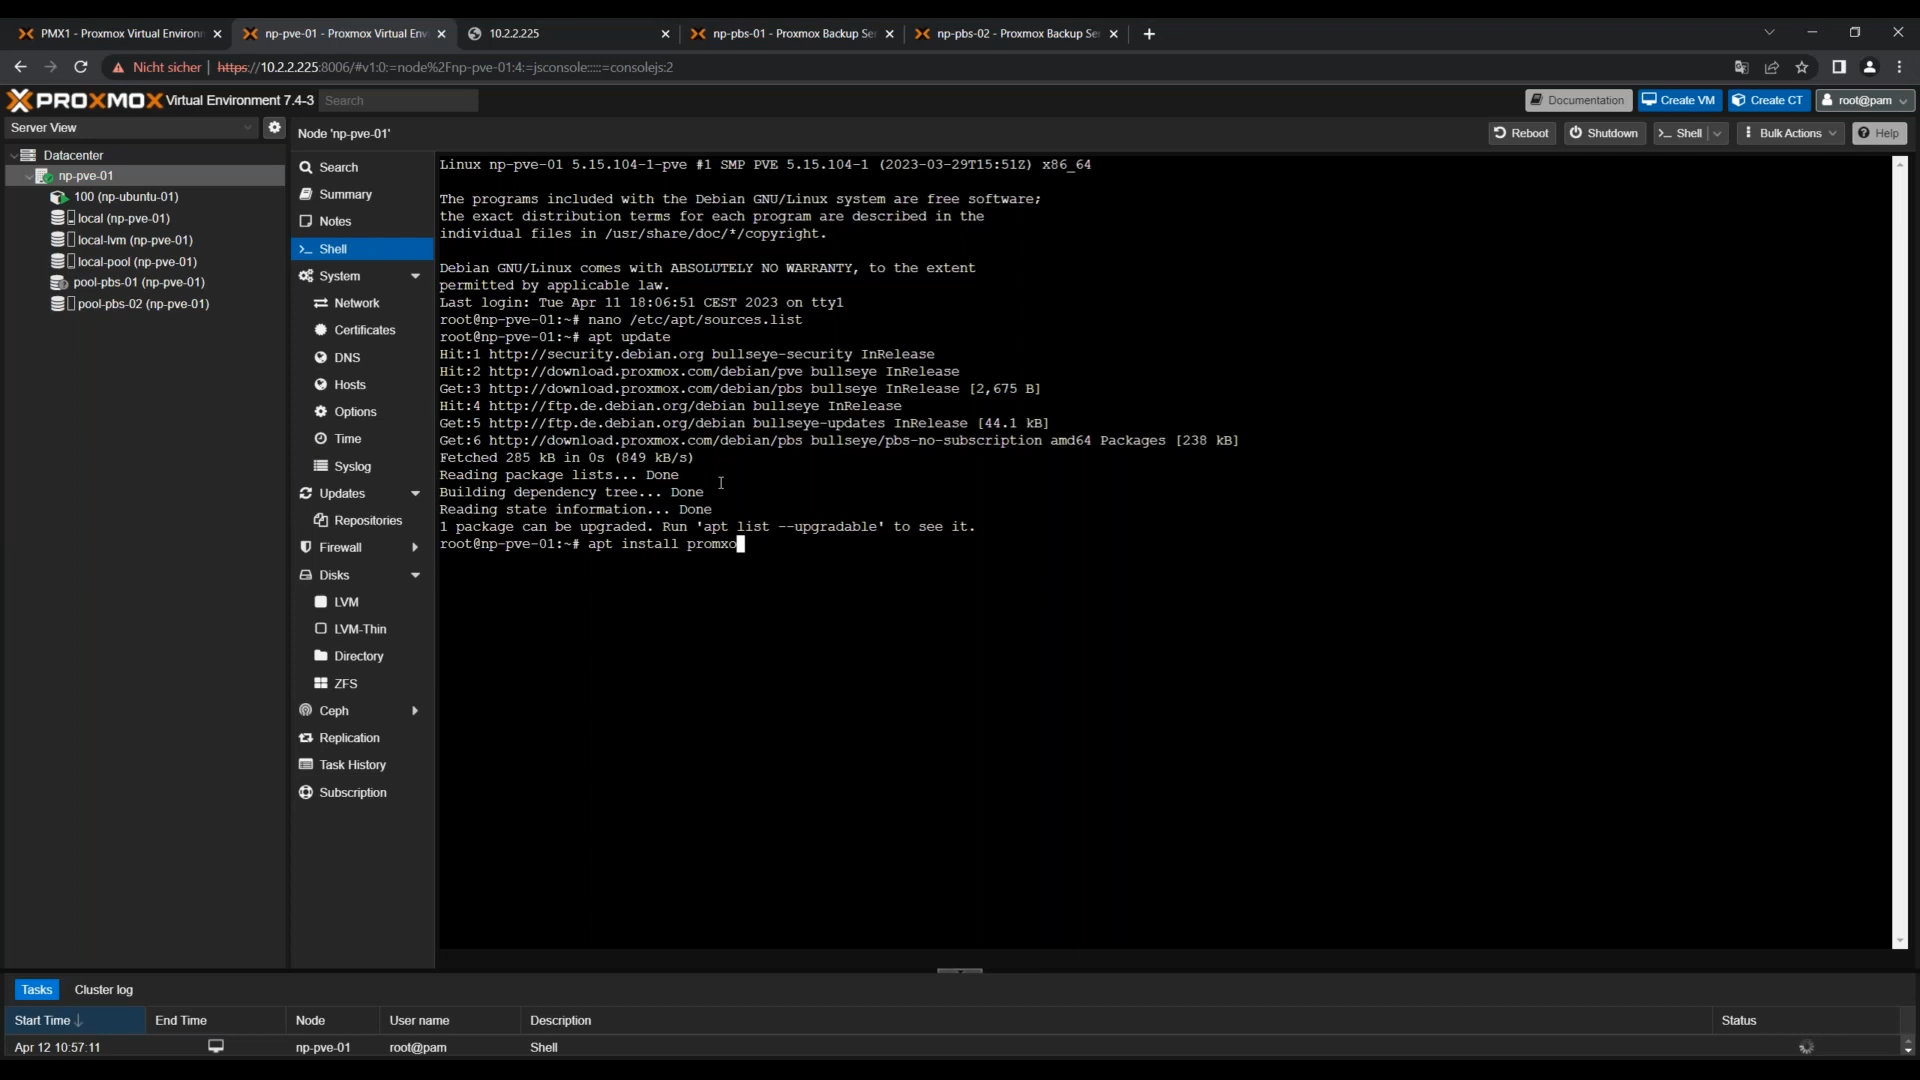 PMX1 - Proxmox Virtual Environ
np-pve-01 - Proxmox Virtual Env
10.2.2.225
np-pbs-01 - Proxmox Backup Se
np-pbs-02 - Proxmox Backup Se
Nicht sicher | https://10.2.2.225:8006/#v1:0:=node%2Fnp-pve-01:4:=jsconsole:::::=consolejs:2
PROXMOX Virtual Environment 7.4-3 Search
Documentation Create VM Create CT root@pam
Server View
Node 'np-pve-01'
Reboot Shutdown Shell Bulk Actions Help
Datacenter
np-pve-01
100 (np-ubuntu-01)
local (np-pve-01)
local-lvm (np-pve-01)
local-pool (np-pve-01)
pool-pbs-01 (np-pve-01)
pool-pbs-02 (np-pve-01)
Search
Summary
Notes
Shell
System
Network
Certificates
DNS
Hosts
Options
Time
Syslog
Updates
Repositories
Firewall
Disks
LVM
LVM-Thin
Directory
ZFS
Ceph
Replication
Task History
Subscription
Linux np-pve-01 5.15.104-1-pve #1 SMP PVE 5.15.104-1 (2023-03-29T15:51Z) x86_64
The programs included with the Debian GNU/Linux system are free software;
the exact distribution terms for each program are described in the
individual files in /usr/share/doc/*/copyright.
Debian GNU/Linux comes with ABSOLUTELY NO WARRANTY, to the extent
permitted by applicable law.
Last login: Tue Apr 11 18:06:51 CEST 2023 on tty1
root@np-pve-01:~# nano /etc/apt/sources.list
root@np-pve-01:~# apt update
Hit:1 http://security.debian.org bullseye-security InRelease
Hit:2 http://download.proxmox.com/debian/pve bullseye InRelease
Get:3 http://download.proxmox.com/debian/pbs bullseye InRelease [2,675 B]
Hit:4 http://ftp.de.debian.org/debian bullseye InRelease
Get:5 http://ftp.de.debian.org/debian bullseye-updates InRelease [44.1 kB]
Get:6 http://download.proxmox.com/debian/pbs bullseye/pbs-no-subscription amd64 Packages [238 kB]
Fetched 285 kB in 0s (849 kB/s)
Reading package lists... Done
Building dependency tree... Done
Reading state information... Done
1 package can be upgraded. Run 'apt list --upgradable' to see it.
root@np-pve-01:~# apt install promxo
Tasks Cluster log
Start Time End Time Node User name Description Status
Apr 12 10:57:11 np-pve-01 root@pam Shell